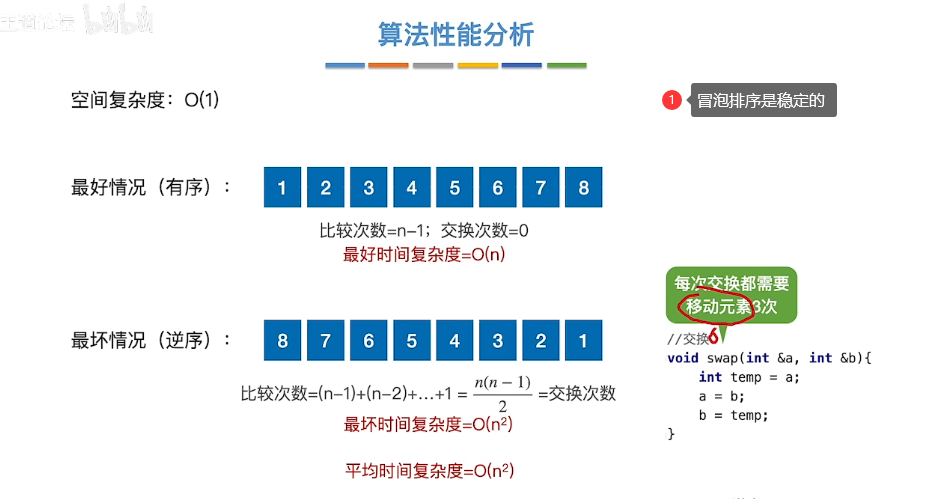 算法性能分析
空间复杂度：O(1)
1 冒泡排序是稳定的
最好情况（有序）：
1 2 3 4 5 6 7 8
比较次数=n-1；交换次数=0
最好时间复杂度=O(n)
每次交换都需要
移动元素3次
最坏情况（逆序）：
8 7 6 5 4 3 2 1
//交换
void swap(int &a, int &b){
int temp = a;
a = b;
b = temp;
}
比较次数=(n-1)+(n-2)+…+1 = n(n − 1)/2 =交换次数
最坏时间复杂度=O(n²)
平均时间复杂度=O(n²)